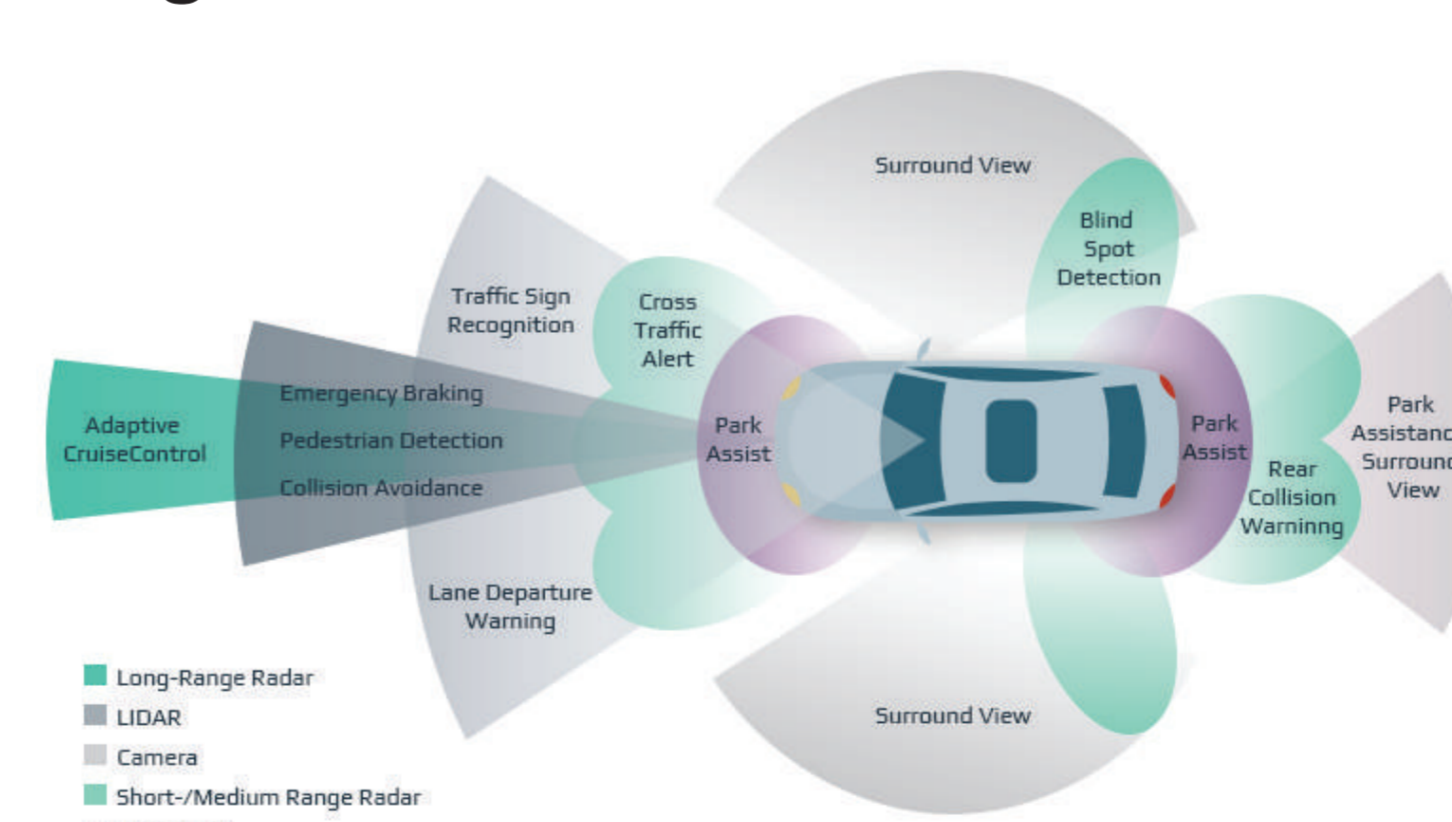 Surround View
Blind
Spot
Detection
Traffic Sign
Recognition
Cross
Traffic
Alert
Emergency Braking
Adaptive
CruiseControl
Pedestrian Detection
Collision Avoidance
Park
Assist
Park
Assist
Rear
Collision
Warninng
Park
Assistanc
Surround
View
Lane Departure
Warning
Surround View
Long-Range Radar
LIDAR
Camera
Short-/Medium Range Radar